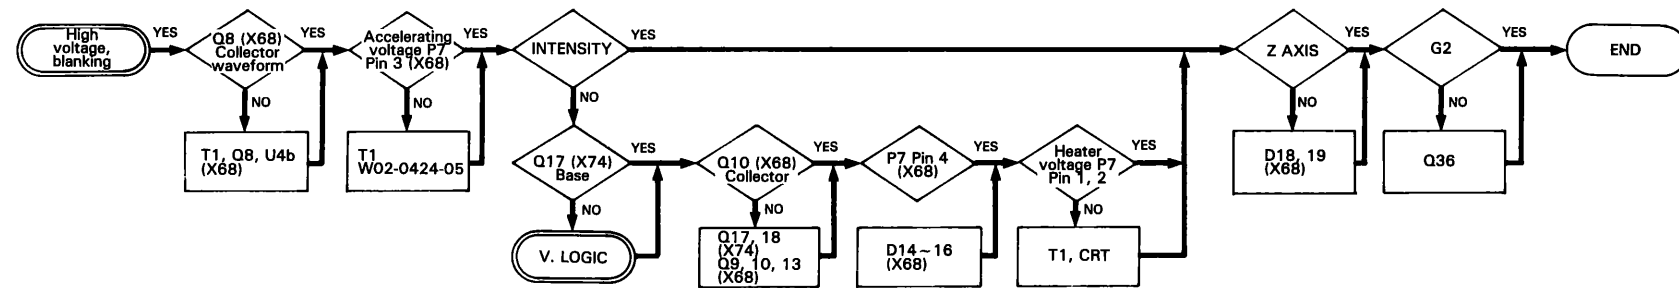 High
voltage,
blanking
YES
Q8 (X68)
Collector
waveform
YES
NO
T1, Q8, U4b
(X68)
Accelerating
voltage P7
Pin 3 (X68)
YES
NO
T1
W02-0424-05
INTENSITY
YES
NO
Q17 (X74)
Base
YES
NO
V. LOGIC
Q10 (X68)
Collector
YES
NO
Q17, 18
(X74)
Q9, 10, 13
(X68)
P7 Pin 4
(X68)
YES
D14~16
(X68)
Heater
voltage P7
Pin 1, 2
YES
NO
T1, CRT
Z AXIS
YES
NO
D18, 19
(X68)
G2
YES
NO
Q36
END